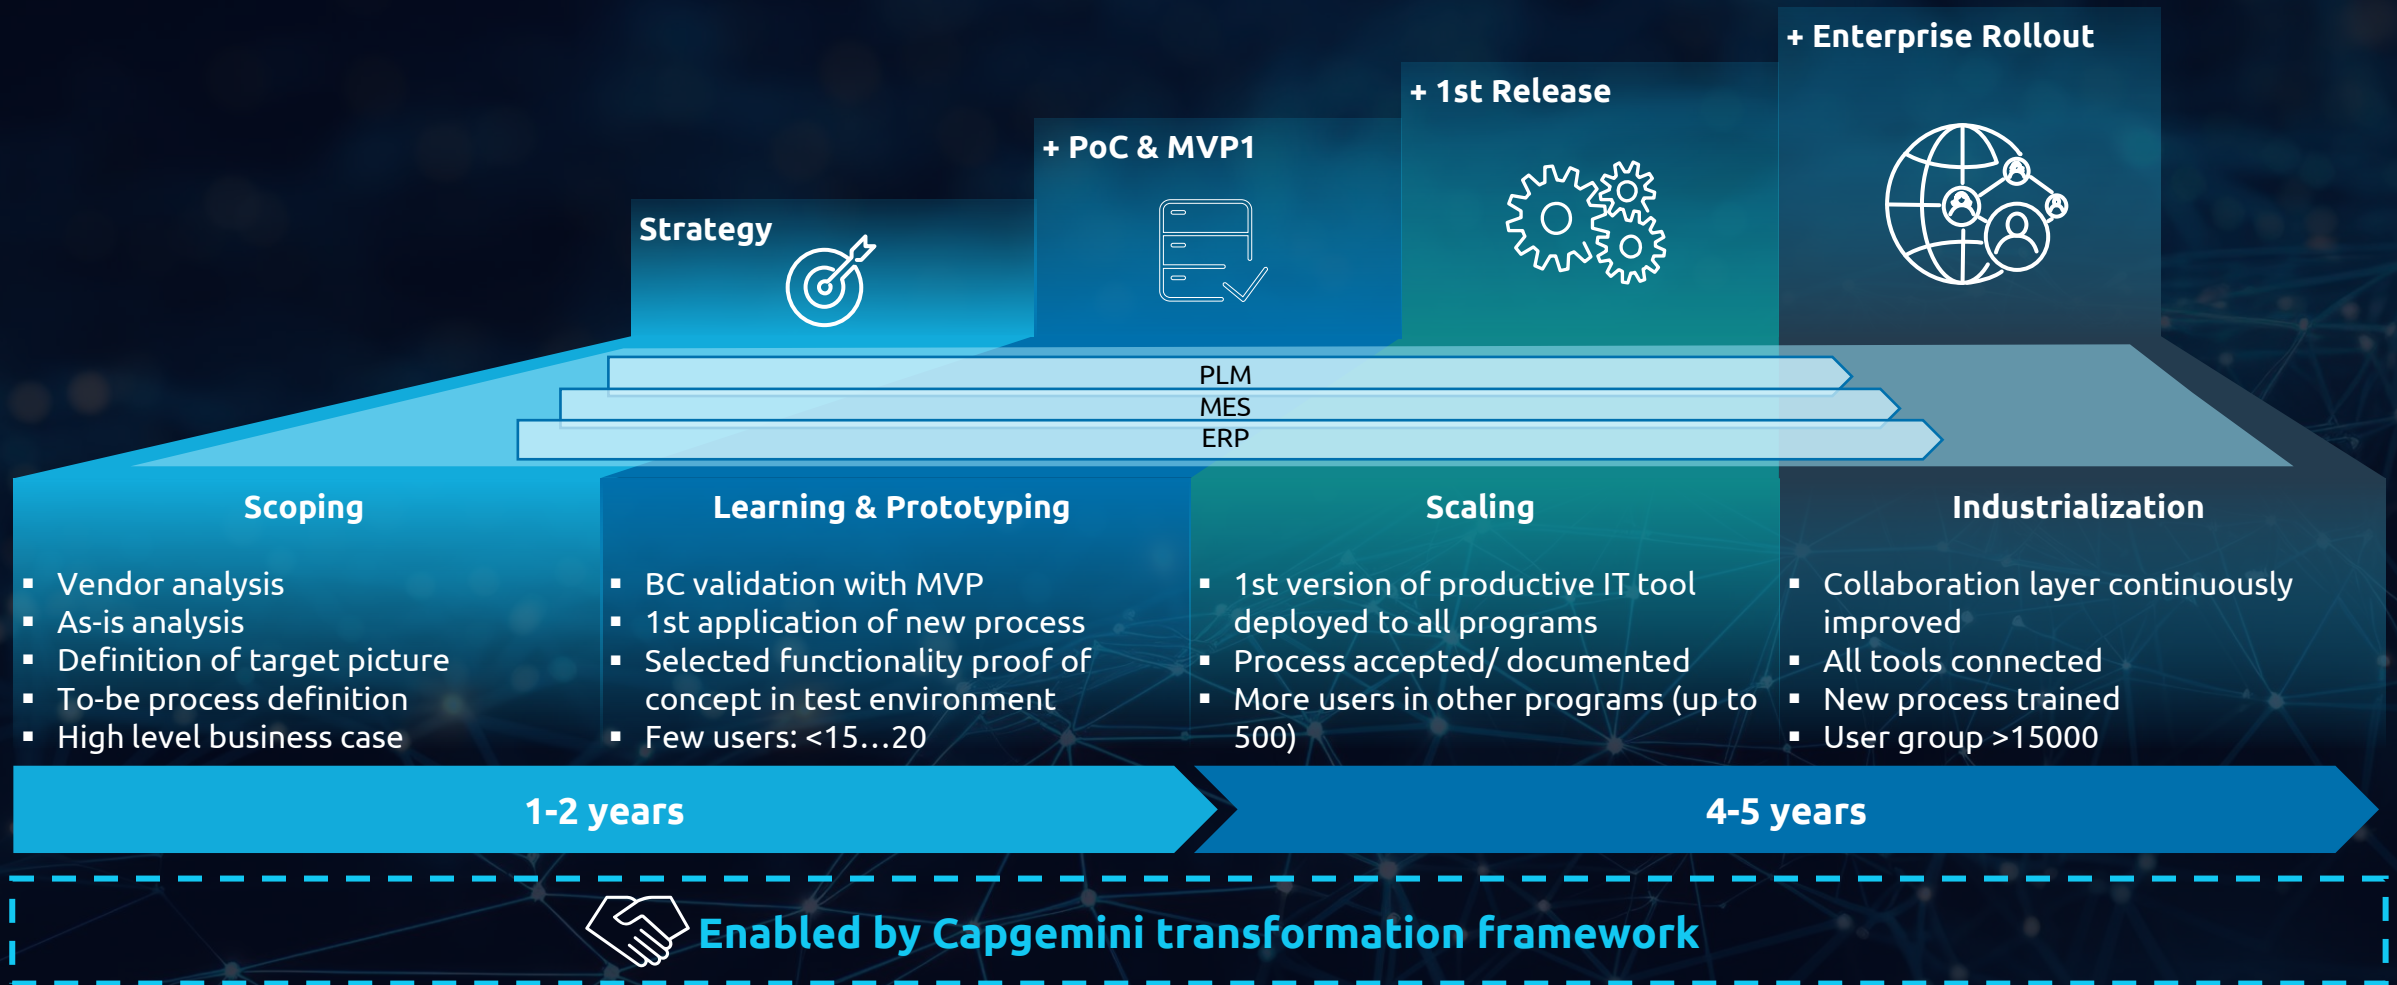 + Enterprise Rollout
+ 1st Release
+ PoC & MVP1
Strategy
PLM
MES
ERP
Scoping
▪ Vendor analysis
▪ As-is analysis
▪ Definition of target picture
▪ To-be process definition
▪ High level business case
Learning & Prototyping
▪ BC validation with MVP
▪ 1st application of new process
▪ Selected functionality proof of
concept in test environment
▪ Few users: <15…20
Scaling
▪ 1st version of productive IT tool
deployed to all programs
▪ Process accepted/ documented
▪ More users in other programs (up to
500)
Industrialization
▪ Collaboration layer continuously
improved
▪ All tools connected
▪ New process trained
▪ User group >15000
1-2 years
4-5 years
Enabled by Capgemini transformation framework